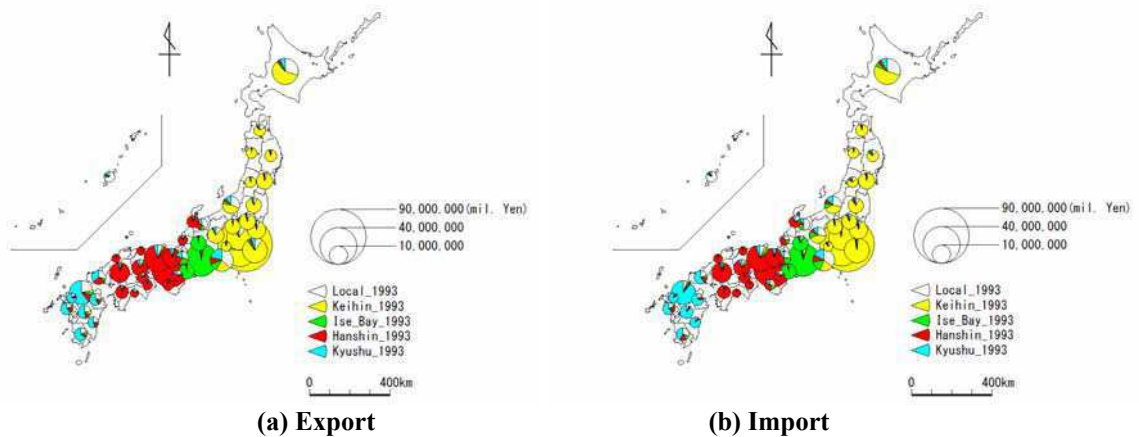 90,000,000(mil. Yen)
40,000,000
10,000,000
Local_1993
Keihin_1993
Ise_Bay_1993
Hanshin_1993
Kyushu_1993
0 400km
(a) Export
90,000,000(mil. Yen)
40,000,000
10,000,000
Local_1993
Keihin_1993
Ise_Bay_1993
Hanshin_1993
Kyushu_1993
0 400km
(b) Import